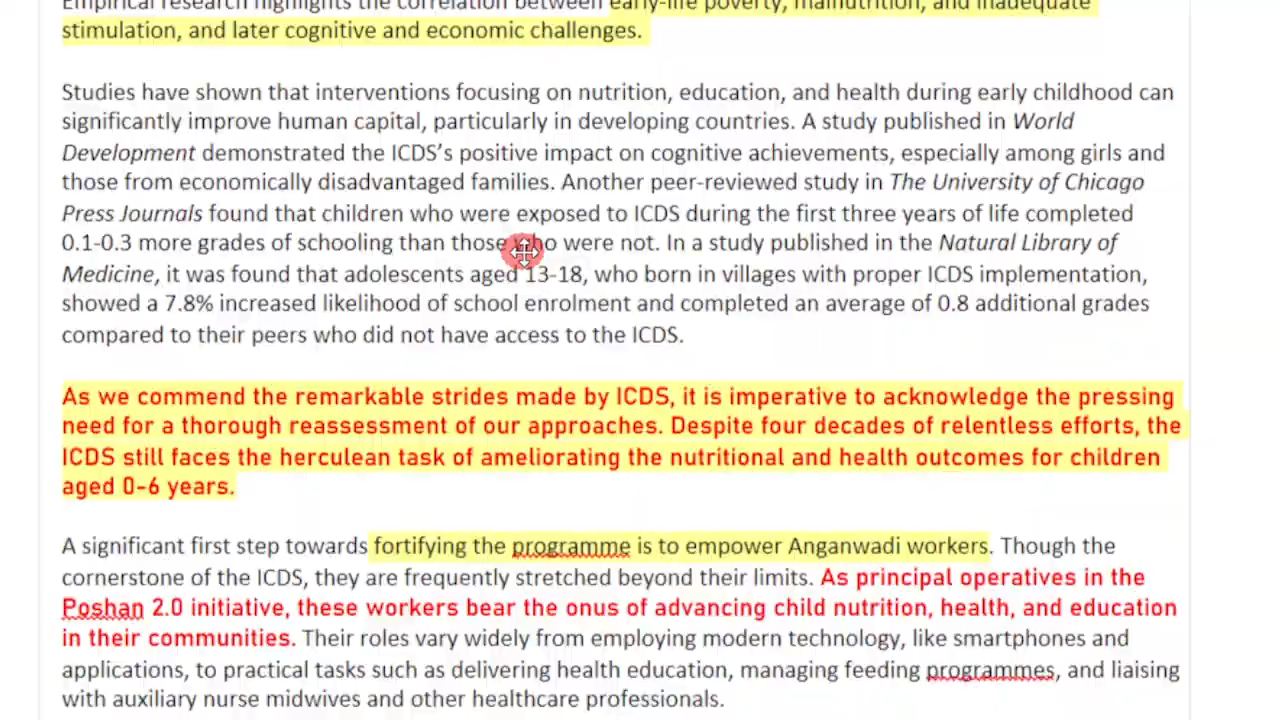 Empirical research highlights the correlation between early-life poverty, malnutrition, and inadequate
stimulation, and later cognitive and economic challenges.
Studies have shown that interventions focusing on nutrition, education, and health during early childhood can
significantly improve human capital, particularly in developing countries. A study published in World
Development demonstrated the ICDS’s positive impact on cognitive achievements, especially among girls and
those from economically disadvantaged families. Another peer-reviewed study in The University of Chicago
Press Journals found that children who were exposed to ICDS during the first three years of life completed
0.1-0.3 more grades of schooling than those who were not. In a study published in the Natural Library of
Medicine, it was found that adolescents aged 13-18, who born in villages with proper ICDS implementation,
showed a 7.8% increased likelihood of school enrolment and completed an average of 0.8 additional grades
compared to their peers who did not have access to the ICDS.
As we commend the remarkable strides made by ICDS, it is imperative to acknowledge the pressing
need for a thorough reassessment of our approaches. Despite four decades of relentless efforts, the
ICDS still faces the herculean task of ameliorating the nutritional and health outcomes for children
aged 0-6 years.
A significant first step towards fortifying the programme is to empower Anganwadi workers. Though the
cornerstone of the ICDS, they are frequently stretched beyond their limits. As principal operatives in the
Poshan 2.0 initiative, these workers bear the onus of advancing child nutrition, health, and education
in their communities. Their roles vary widely from employing modern technology, like smartphones and
applications, to practical tasks such as delivering health education, managing feeding programmes, and liaising
with auxiliary nurse midwives and other healthcare professionals.